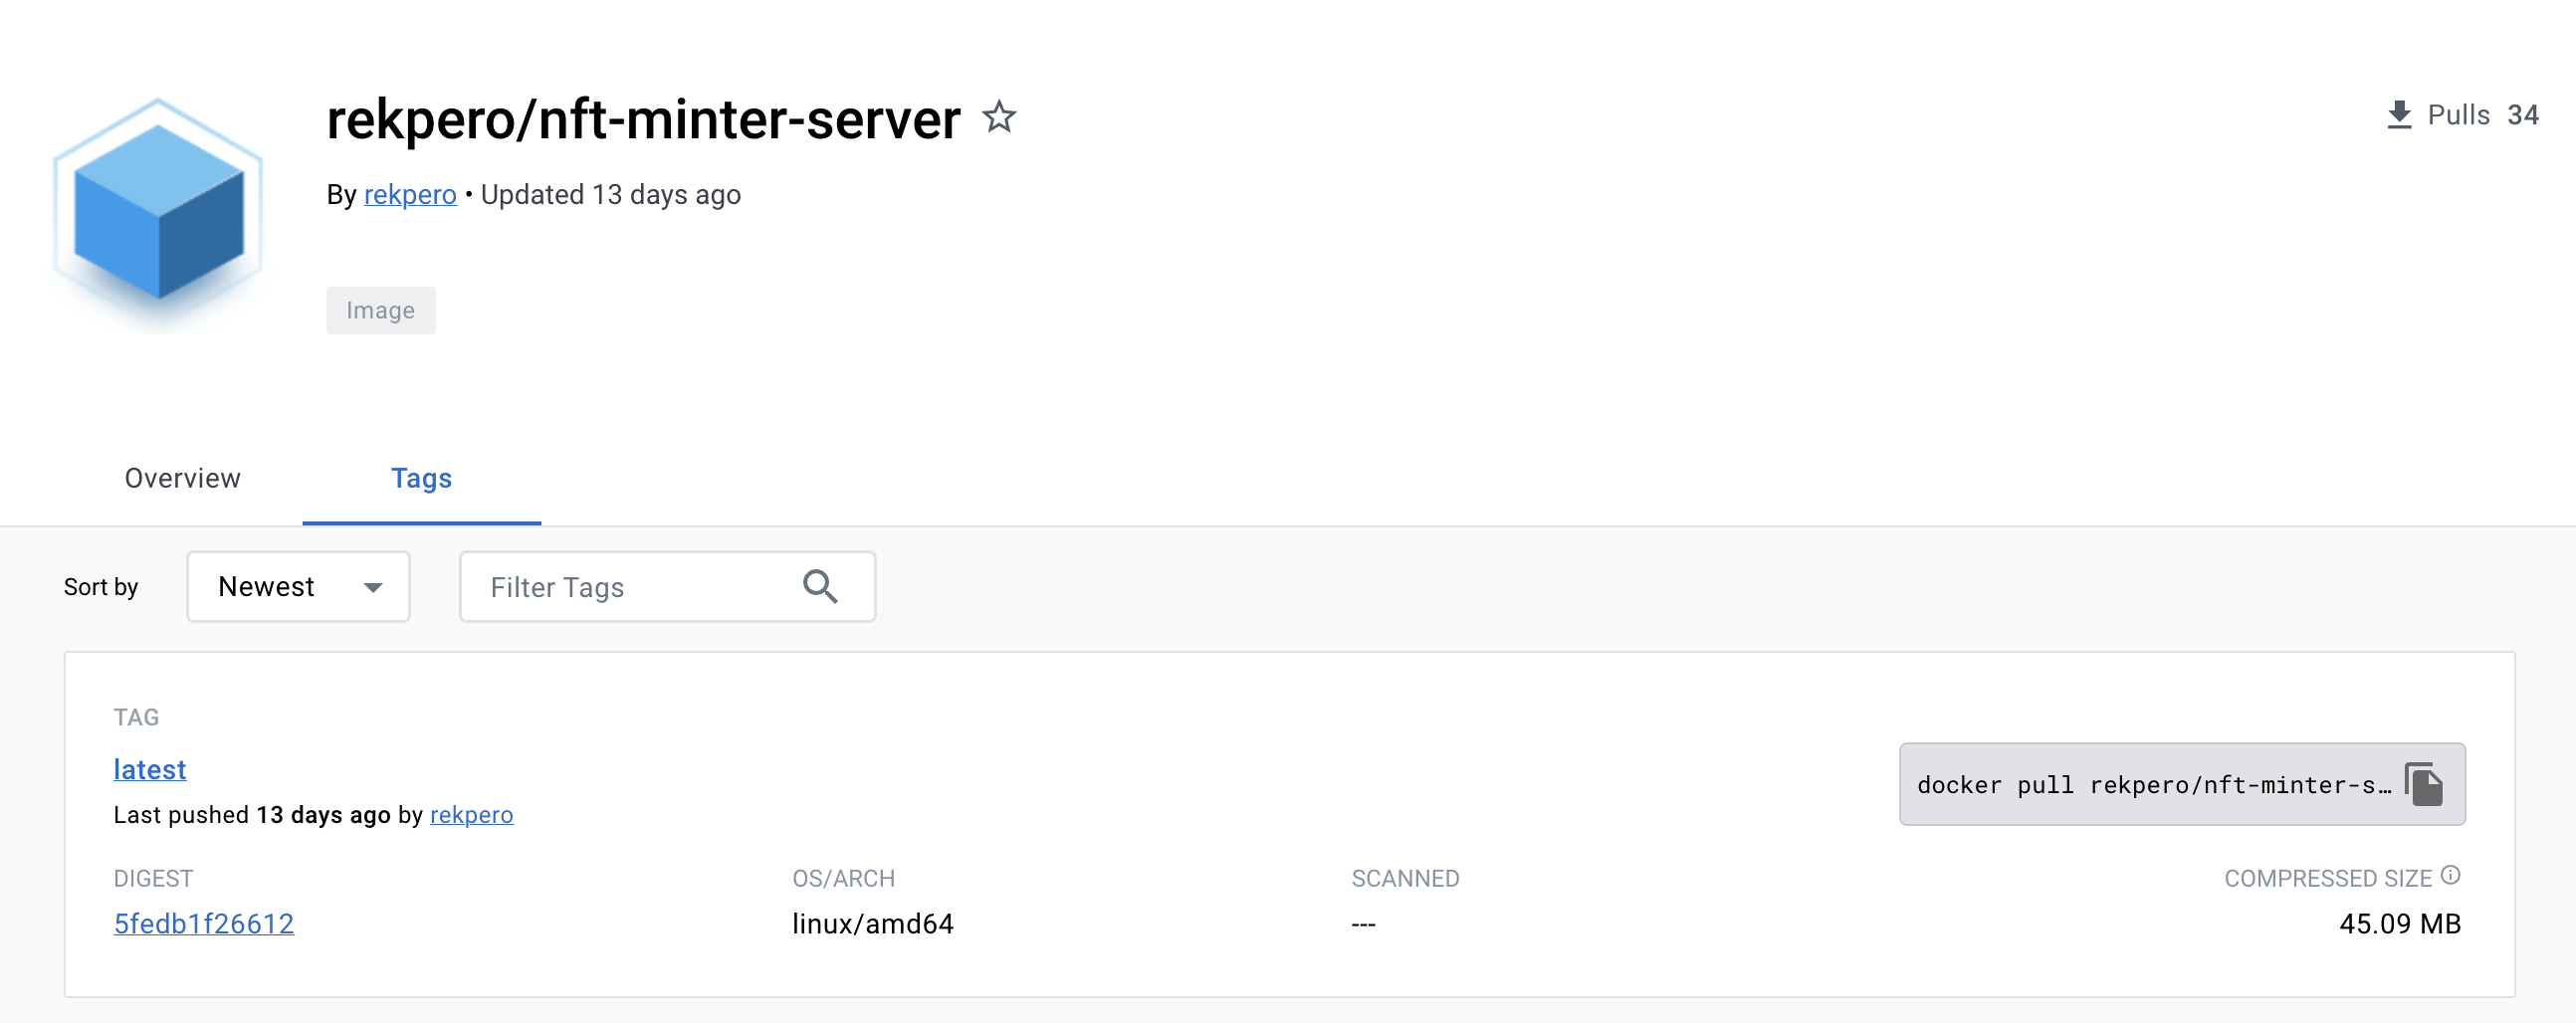 rekpero/nft-minter-server
Pulls 34
By rekpero • Updated 13 days ago
Image
Overview Tags
Sort by Newest Filter Tags
TAG
latest
docker pull rekpero/nft-minter-s…
Last pushed 13 days ago by rekpero
DIGEST OS/ARCH SCANNED COMPRESSED SIZE
5fedb1f26612 linux/amd64 --- 45.09 MB